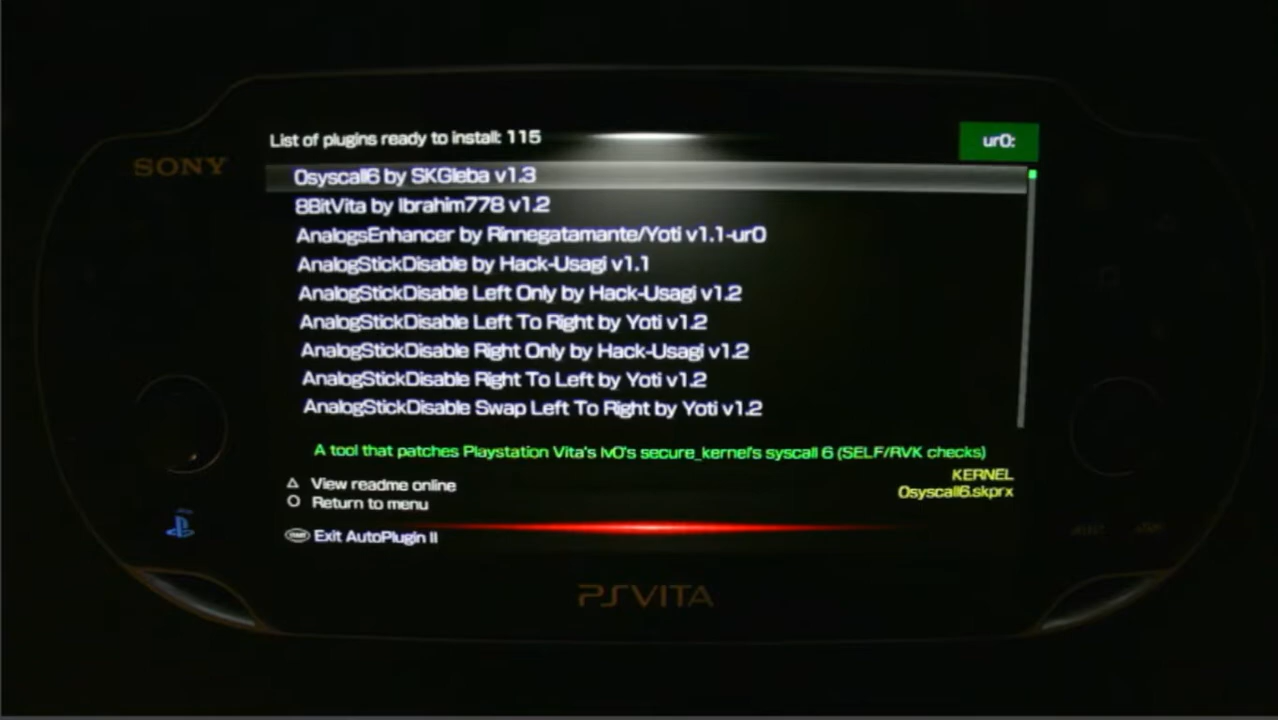 List of plugins ready to install: 115
ur0:
SONY
0syscall6 by SKGleba v1.3
8BitVita by Ibrahim778 v1.2
AnalogsEnhancer by Rinnegatamante/Yoti v1.1-ur0
AnalogStickDisable by Hack-Usagi v1.1
AnalogStickDisable Left Only by Hack-Usagi v1.2
AnalogStickDisable Left To Right by Yoti v1.2
AnalogStickDisable Right Only by Hack-Usagi v1.2
AnalogStickDisable Right To Left by Yoti v1.2
AnalogStickDisable Swap Left To Right by Yoti v1.2
A tool that patches Playstation Vita's lv0's secure_kernel's syscall 6 (SELF/RVK checks)
KERNEL
0syscall6.skprx
△ View readme online
O Return to menu
Exit AutoPlugin II
PSVITA